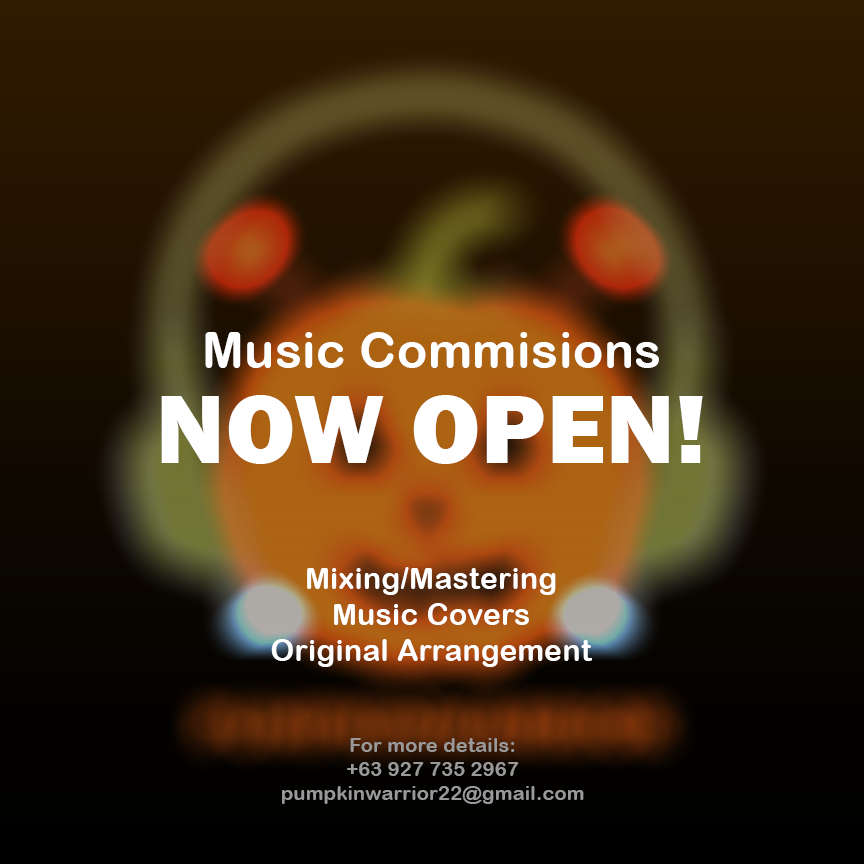 Music Commisions
NOW OPEN!
Mixing/Mastering
Music Covers
Original Arrangement
For more details:
+63 927 735 2967
pumpkinwarrior22@gmail.com